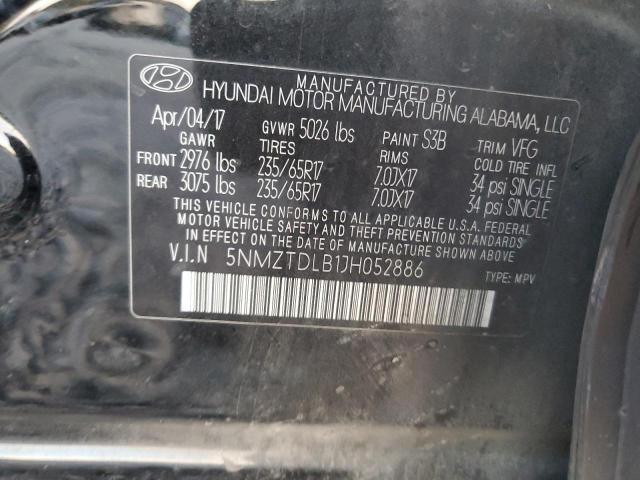 MANUFACTURED BY
HYUNDAI MOTOR MANUFACTURING ALABAMA, LLC
Apr/04/17 GVWR 5026 lbs PAINT S3B TRIM VFG
GAWR TIRES RIMS COLD TIRE INFL
FRONT 2976 lbs 235/65R17 7.0JX17 34 psi SINGLE
REAR 3075 lbs 235/65R17 7.0JX17 34 psi SINGLE
THIS VEHICLE CONFORMS TO ALL APPLICABLE U.S.A. FEDERAL
MOTOR VEHICLE SAFETY AND THEFT PREVENTION STANDARDS
IN EFFECT ON THE DATE OF MANUFACTURE SHOWN ABOVE.
V.I.N 5NMZTDLB1JH052886
TYPE: MPV